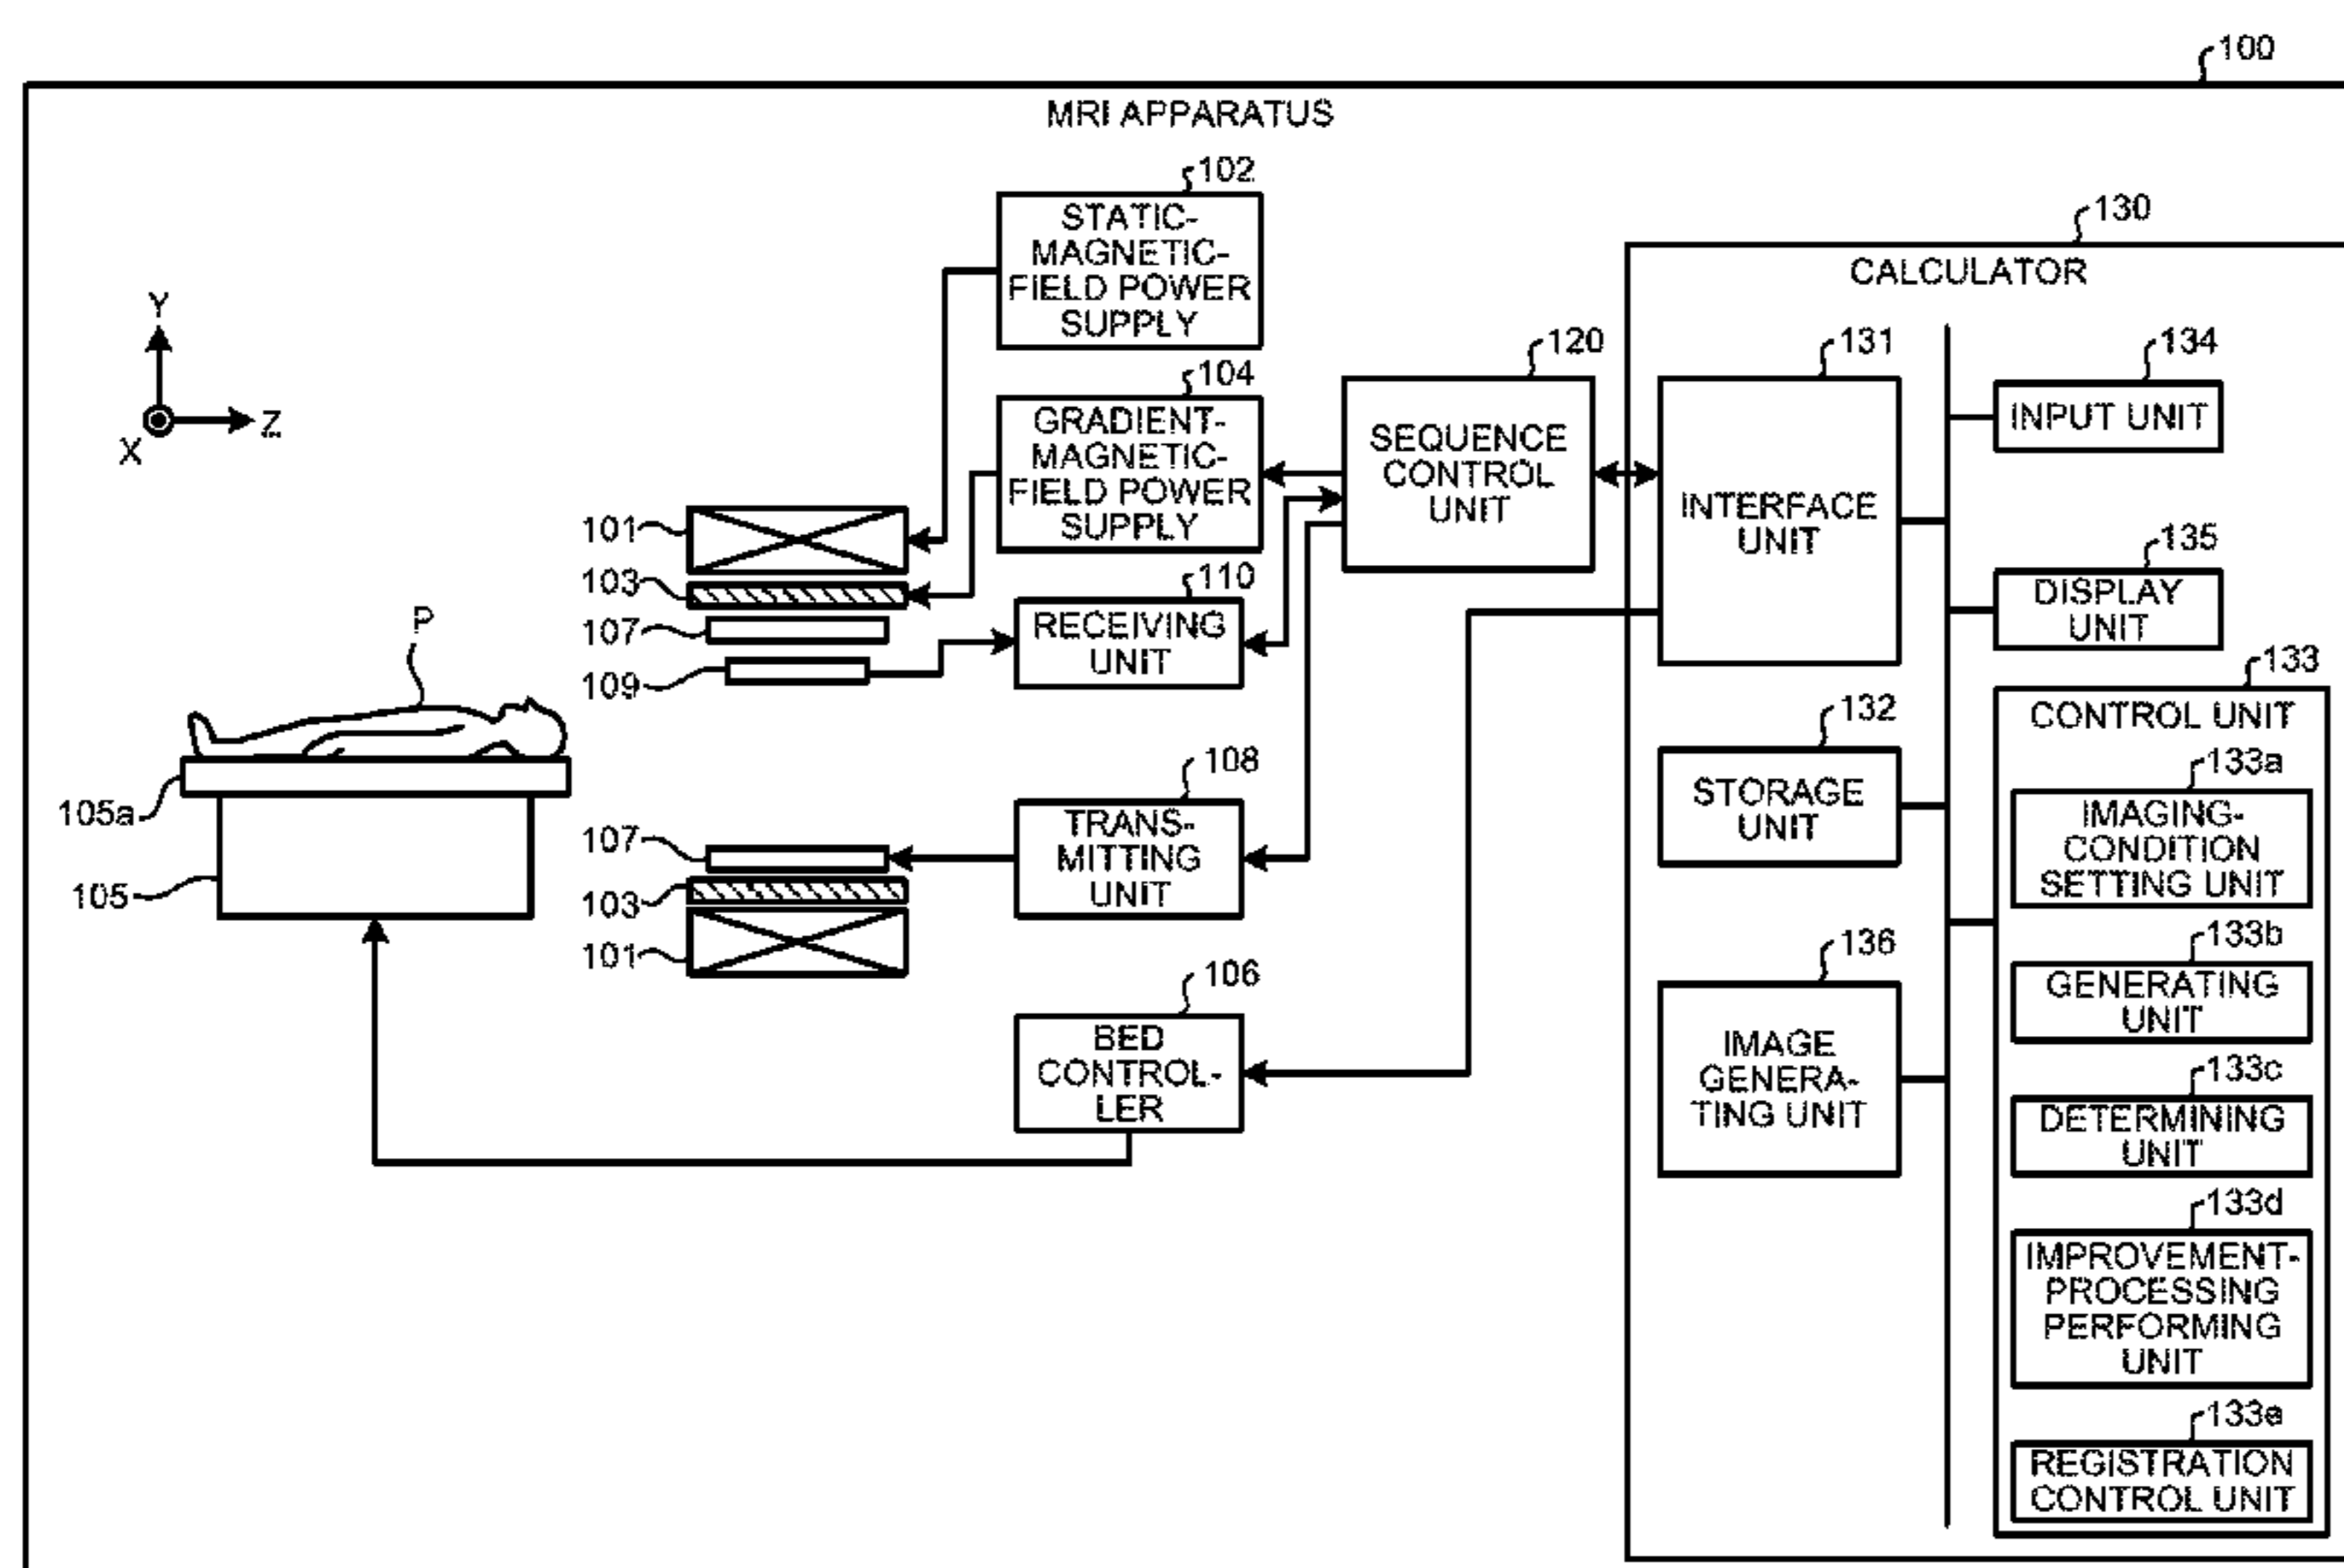 100
MRI APPARATUS
102
STATIC-
MAGNETIC-
FIELD POWER
SUPPLY
130
CALCULATOR
Y
X
Z
104
GRADIENT-
MAGNETIC-
FIELD POWER
SUPPLY
120
SEQUENCE
CONTROL
UNIT
131
INTERFACE
UNIT
134
INPUT UNIT
135
DISPLAY
UNIT
101
103
107
109
110
RECEIVING
UNIT
P
105a
105
107
103
101
108
TRANS-
MITTING
UNIT
106
BED
CONTROL-
LER
132
STORAGE
UNIT
136
IMAGE
GENERA-
TING UNIT
133
CONTROL UNIT
133a
IMAGING-
CONDITION
SETTING UNIT
133b
GENERATING
UNIT
133c
DETERMINING
UNIT
133d
IMPROVEMENT-
PROCESSING
PERFORMING
UNIT
133e
REGISTRATION
CONTROL UNIT